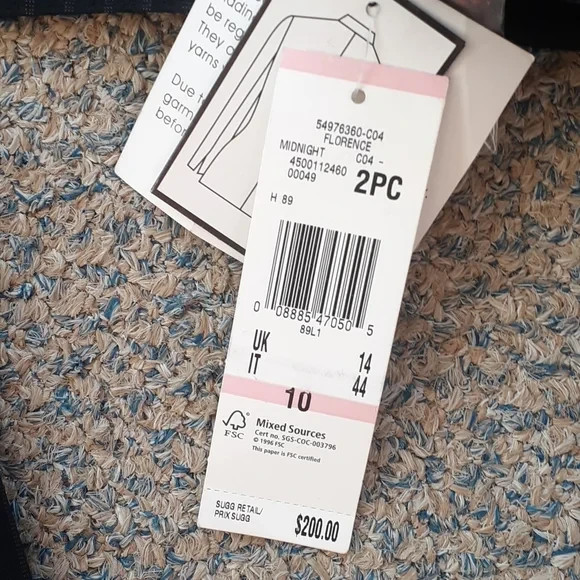 be reg
They
yarns
Due
garm
befor
54976360-C04
FLORENCE
MIDNIGHT C04 -
4500112460
00049 2PC
H 89
0 08885 47050 5
89L1
UK 14
IT 44
10
FSC
Mixed Sources
Cert no. SGS-COC-003796
© 1996 FSC
This paper is FSC certified
SUGG RETAIL/
PRIX SUGG $200.00